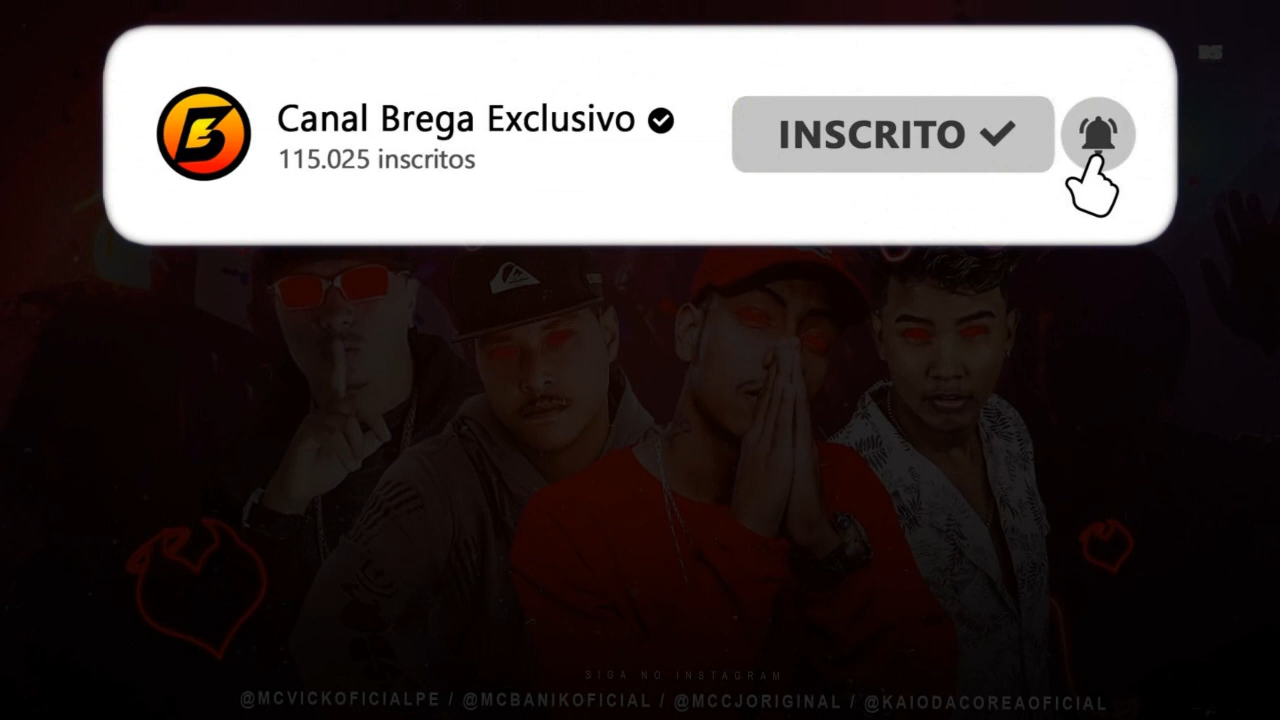 Canal Brega Exclusivo
115.025 inscritos
INSCRITO
SIGA NO INSTAGRAM
@MCVICKOFICIALPE / @MCBANIKOFICIAL / @MCCJORIGINAL / @KAIODACOREAOFICIAL